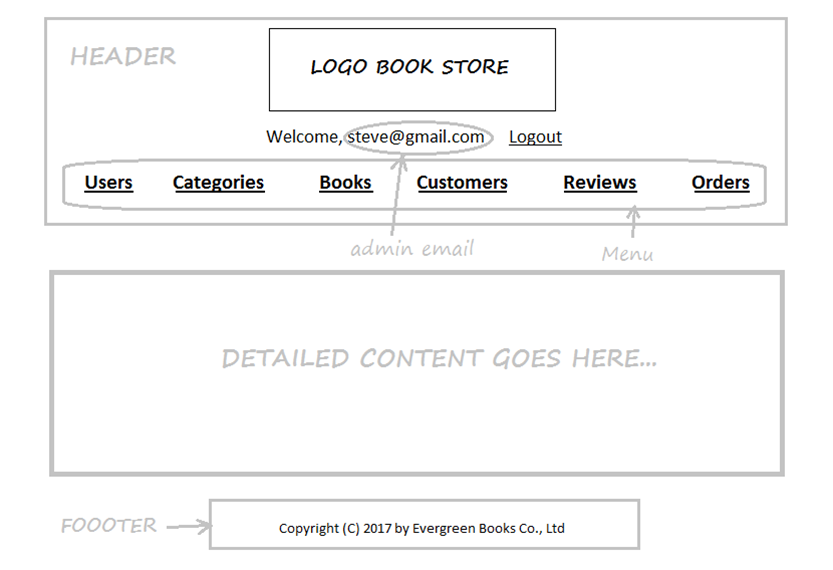 HEADER
LOGO BOOK STORE
Welcome, steve@gmail.com Logout
Users Categories Books Customers Reviews Orders
admin email
Menu
DETAILED CONTENT GOES HERE...
FOOOTER
Copyright (C) 2017 by Evergreen Books Co., Ltd